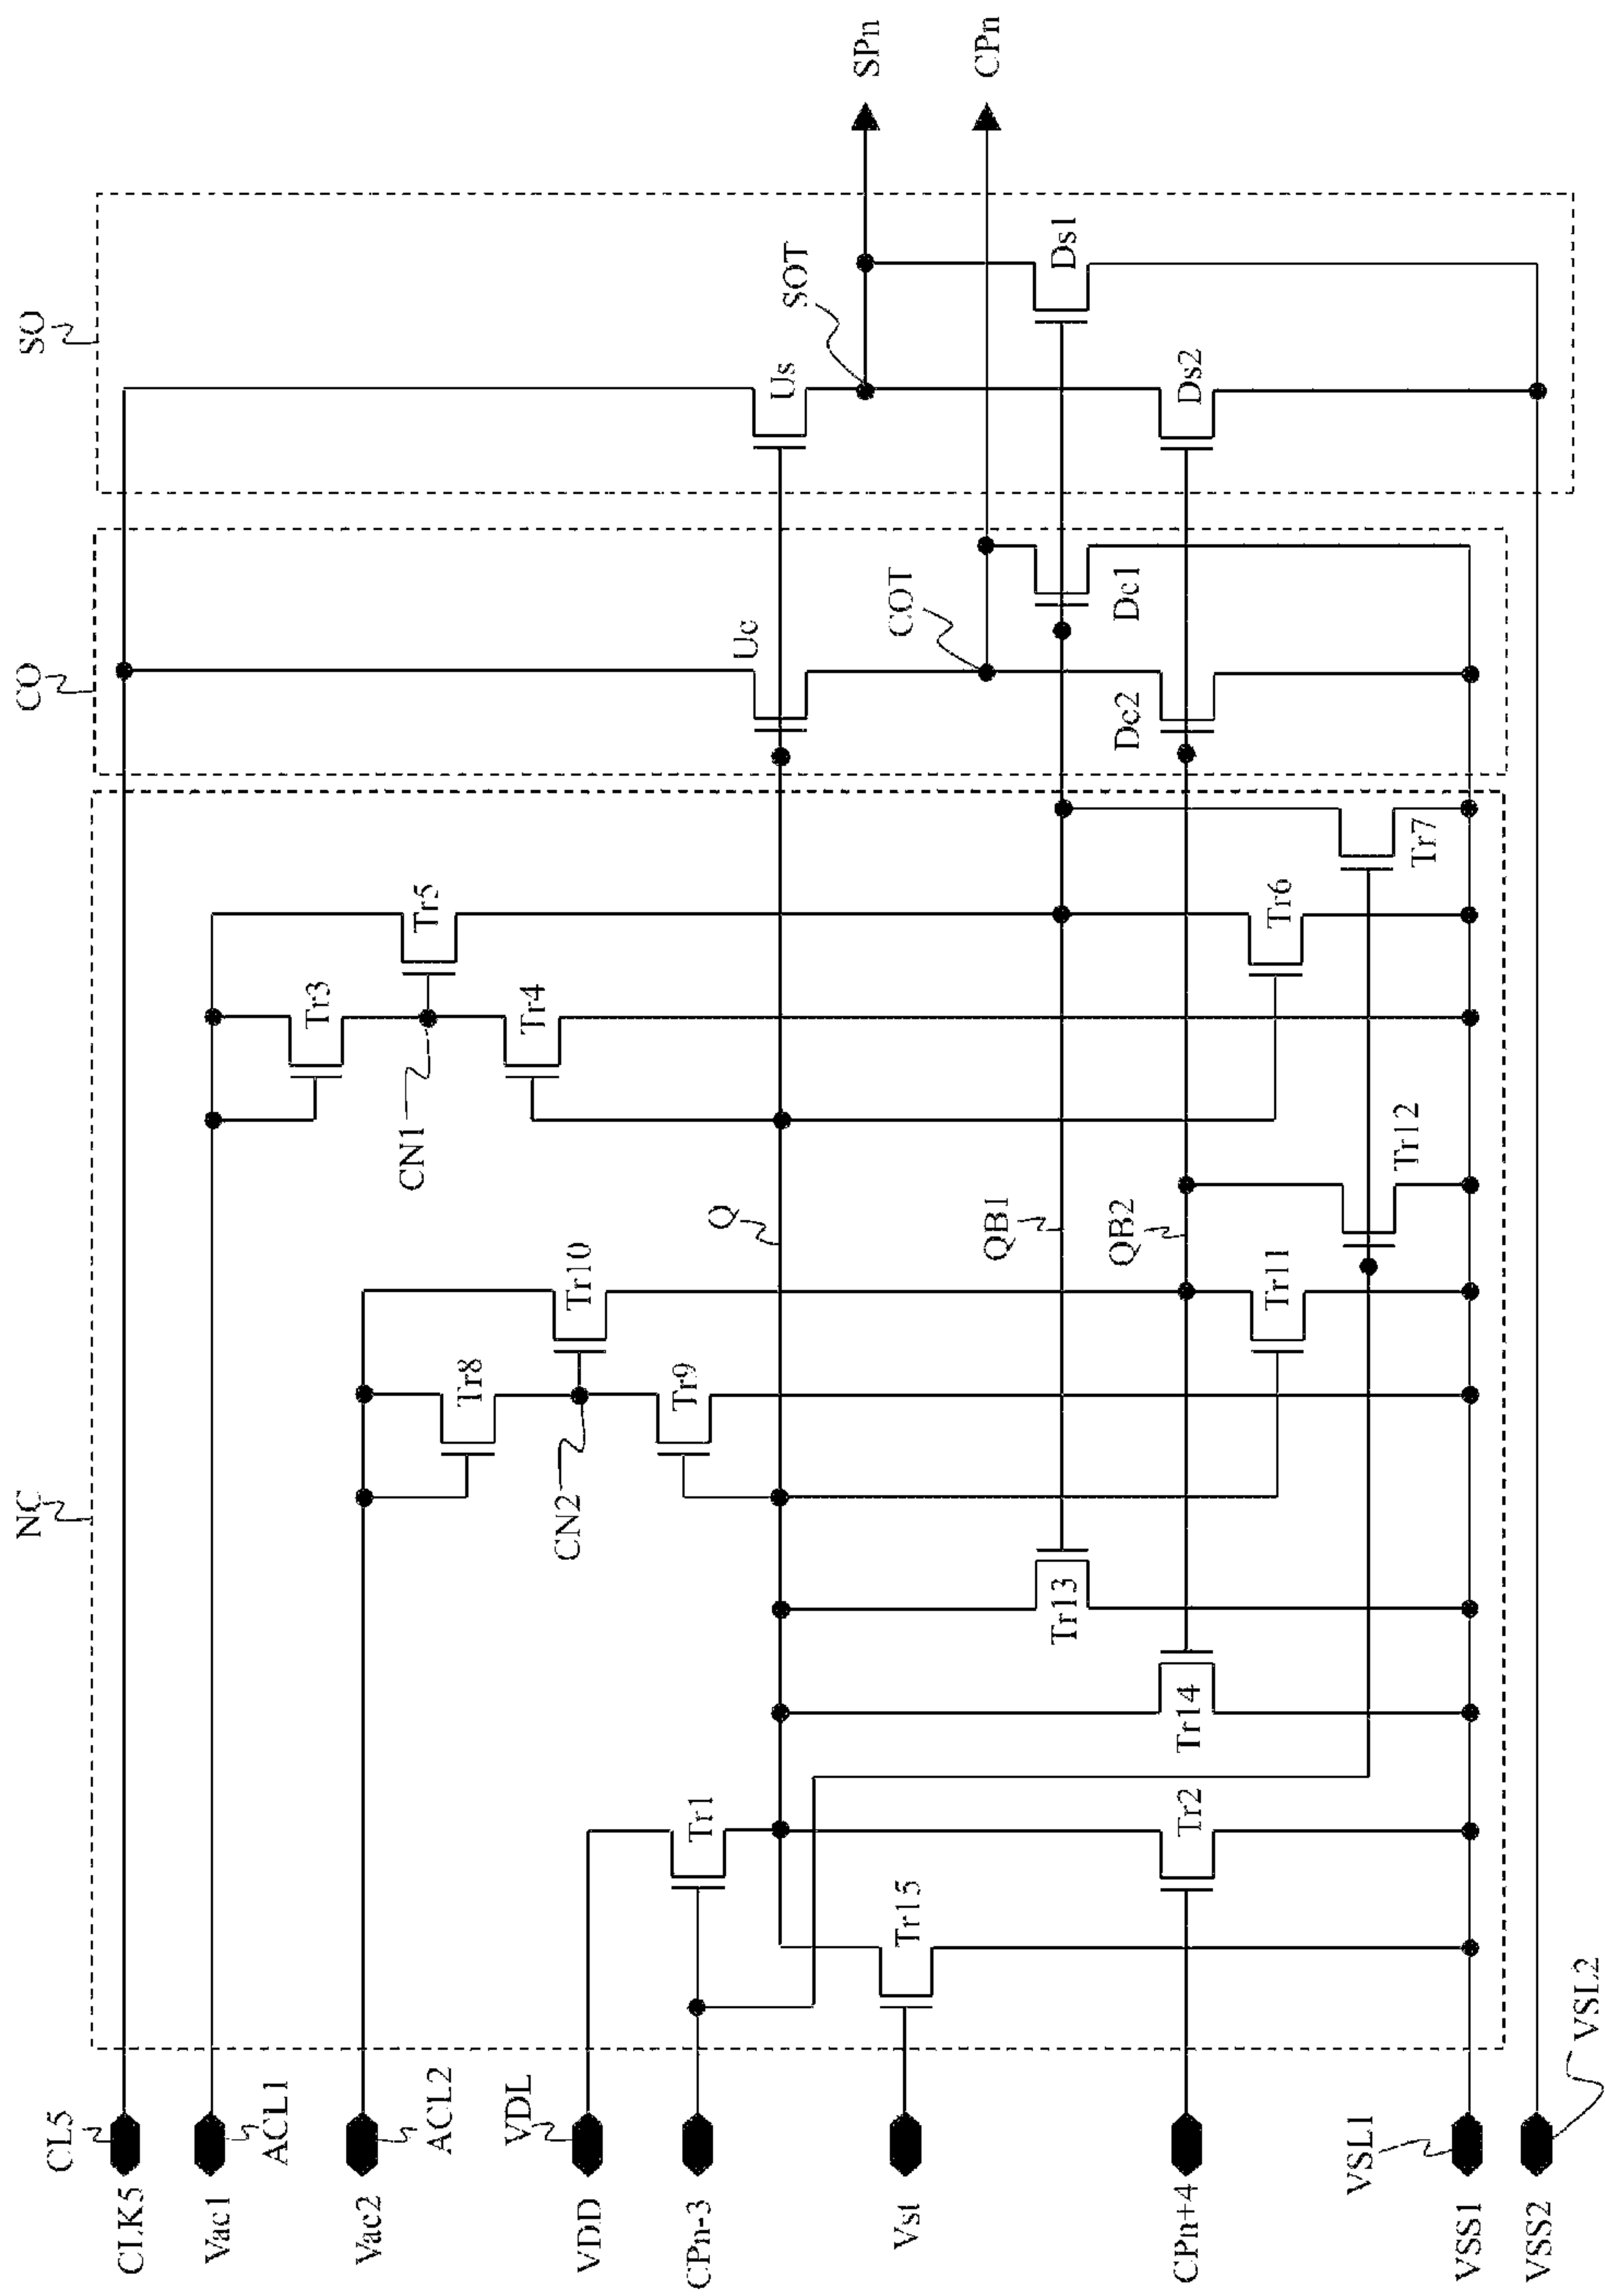 NC
CO
SO
CL5
CLK5
Vac1
ACL1
Tr3
Tr5
CN1
Tr4
Vac2
ACL2
Tr8
Tr10
CN2
Tr9
VDL
VDD
Tr1
CPn-3
Q
Uc
Us
SOT
SPn
Tr15
Vst
COT
CPn
QB1
Tr13
Dc1
Ds1
QB2
Tr14
Tr2
CPn+4
Dc2
Ds2
Tr11
Tr6
Tr12
Tr7
VSL1
VSS1
VSS2
VSL2